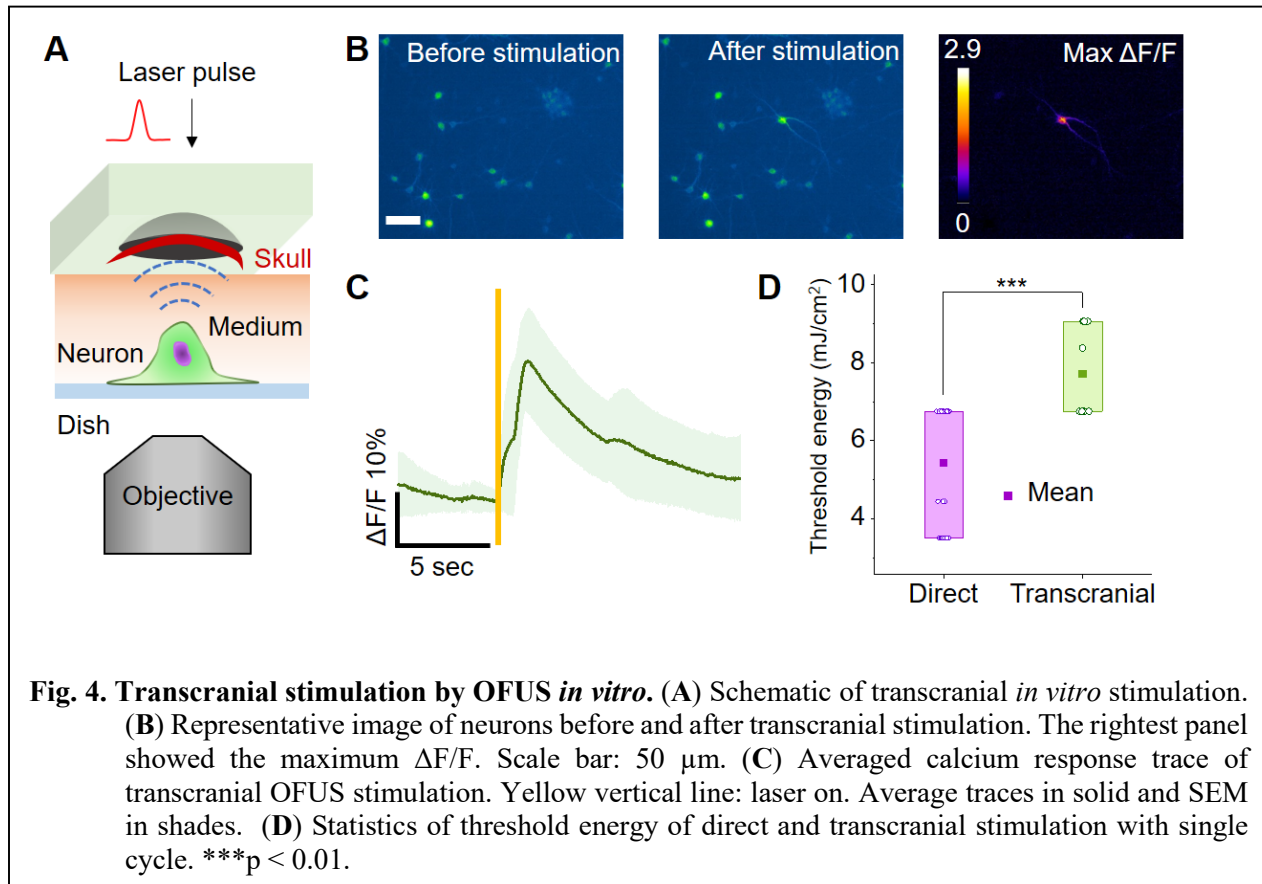 A
Laser pulse
Skull
Medium
Neuron
Dish
Objective
B
Before stimulation
After stimulation
2.9
Max ΔF/F
0
C
ΔF/F 10%
5 sec
D
***
Threshold energy (mJ/cm²)
10
8
6
4
Mean
Direct
Transcranial
Fig. 4. Transcranial stimulation by OFUS in vitro. (A) Schematic of transcranial in vitro stimulation.
(B) Representative image of neurons before and after transcranial stimulation. The rightest panel
showed the maximum ΔF/F. Scale bar: 50 µm. (C) Averaged calcium response trace of
transcranial OFUS stimulation. Yellow vertical line: laser on. Average traces in solid and SEM
in shades. (D) Statistics of threshold energy of direct and transcranial stimulation with single
cycle. ***p < 0.01.